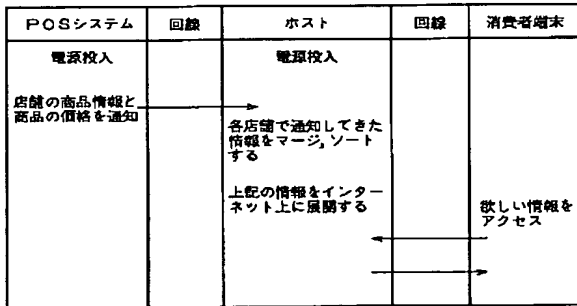 POSシステム 回線 ホスト 回線 消費者端末
電源投入 電源投入
店舗の商品情報と
商品の価格を通知
各店舗で通知してきた
情報をマージ,ソート
する
上記の情報をインター
ネット上に展開する
欲しい情報を
アクセス